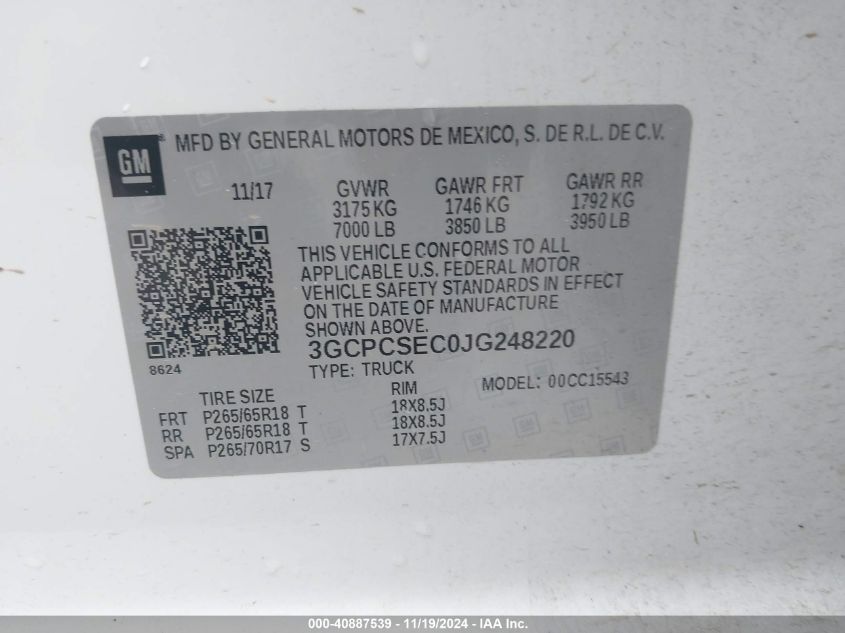 GM
® MFD BY GENERAL MOTORS DE MEXICO, S. DE R.L. DE C.V.
11/17 GVWR GAWR FRT GAWR RR
3175 KG 1746 KG 1792 KG
7000 LB 3850 LB 3950 LB
THIS VEHICLE CONFORMS TO ALL
APPLICABLE U.S. FEDERAL MOTOR
VEHICLE SAFETY STANDARDS IN EFFECT
ON THE DATE OF MANUFACTURE
SHOWN ABOVE.
3GCPCSEC0JG248220
8624
TYPE: TRUCK MODEL: 00CC15543
TIRE SIZE RIM
FRT P265/65R18 T 18X8.5J
RR P265/65R18 T 18X8.5J
SPA P265/70R17 S 17X7.5J
000-40887539 - 11/19/2024 - IAA Inc.